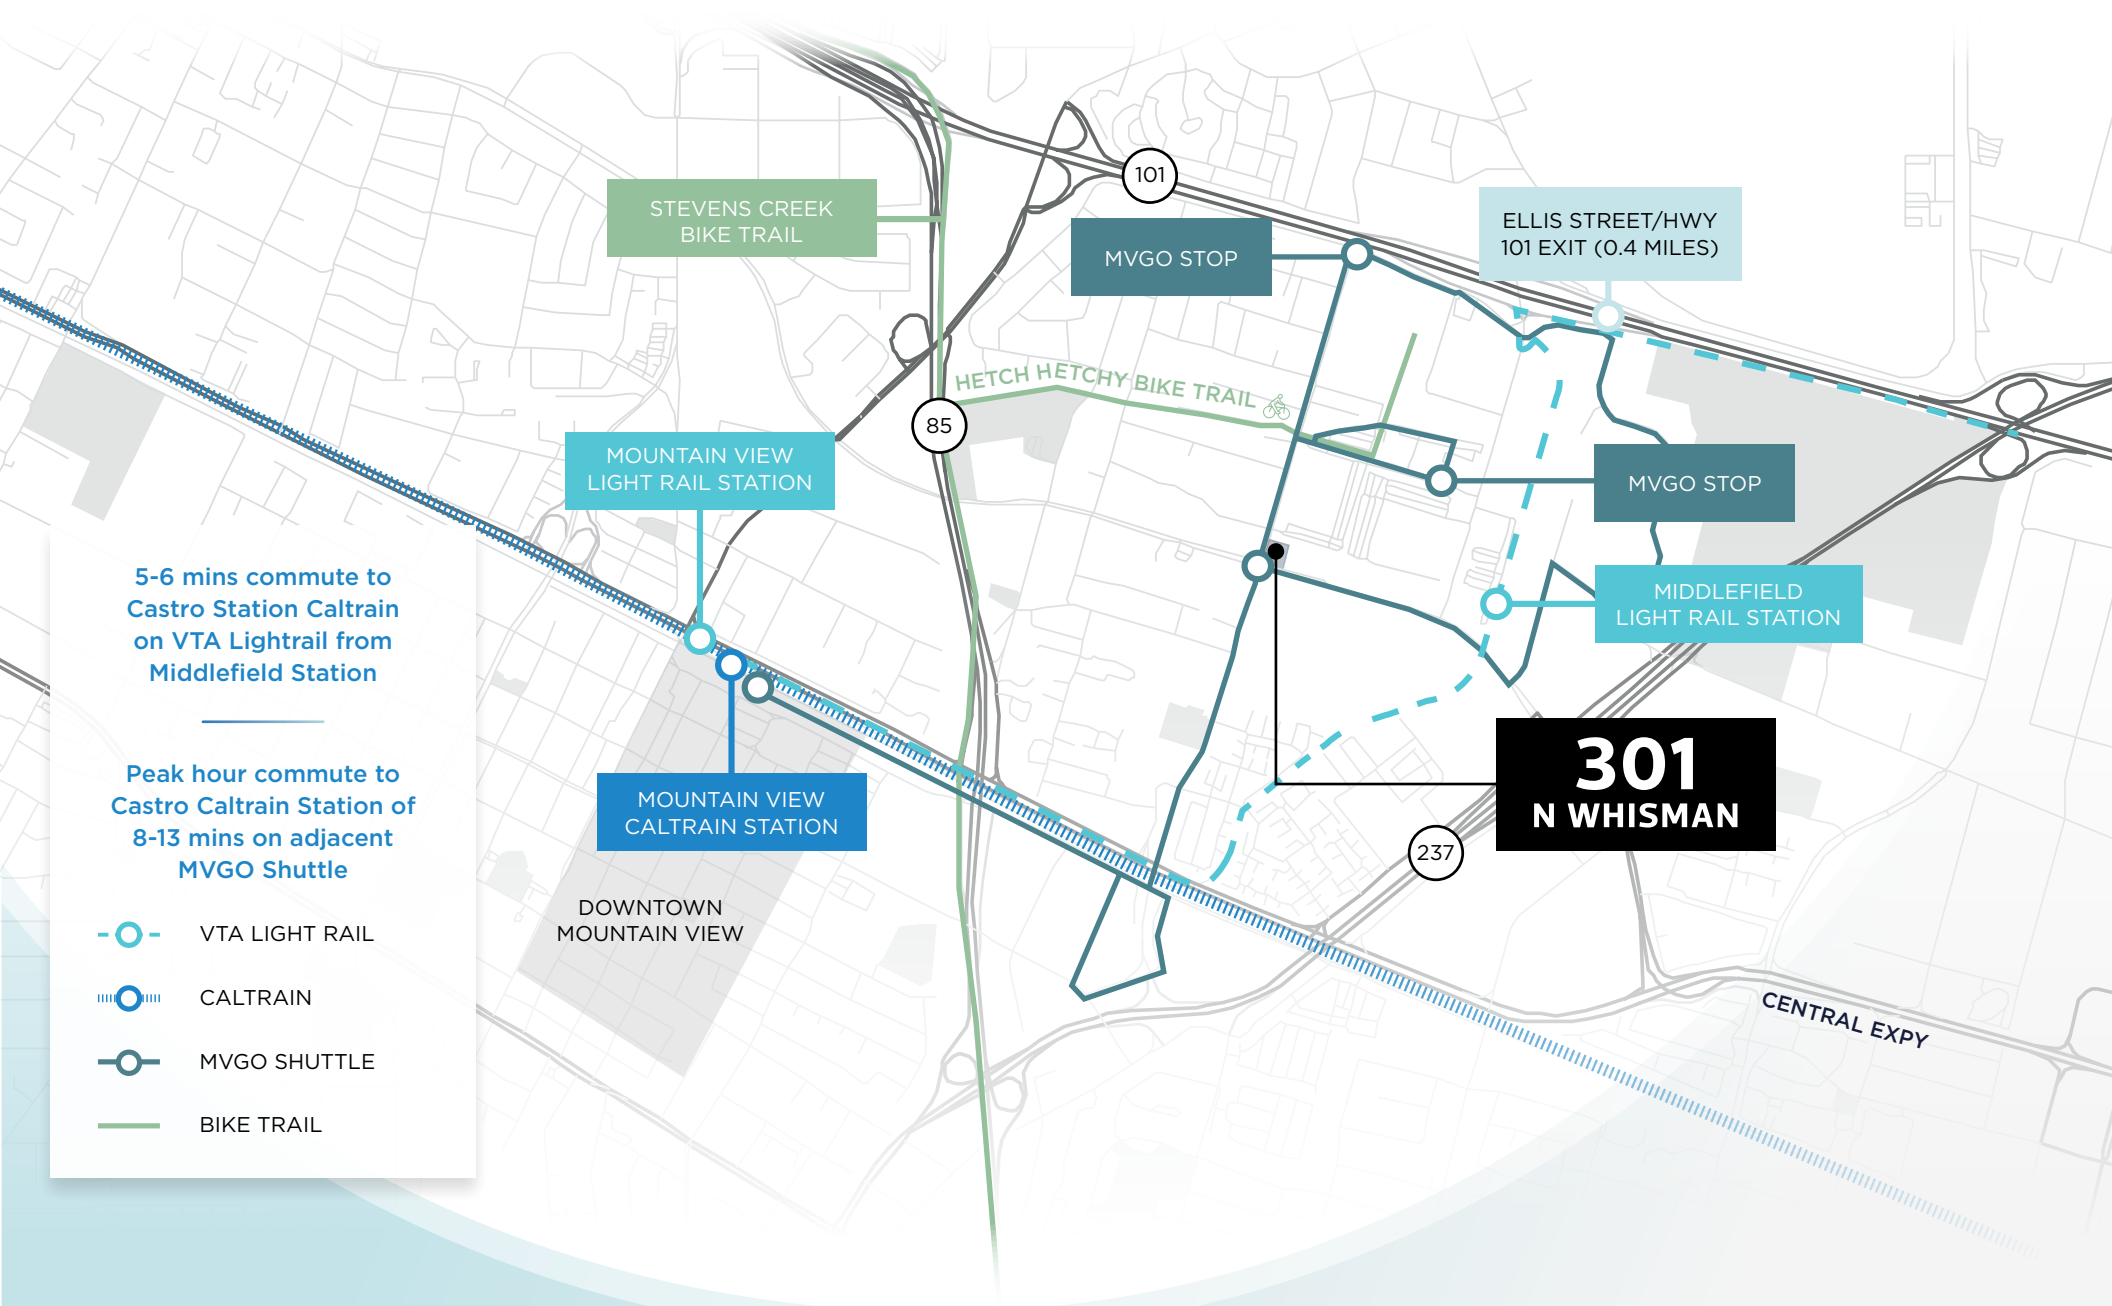 101
STEVENS CREEK
BIKE TRAIL
MVGO STOP
ELLIS STREET/HWY
101 EXIT (0.4 MILES)
HETCH HETCHY BIKE TRAIL
85
MOUNTAIN VIEW
LIGHT RAIL STATION
MVGO STOP
MIDDLEFIELD
LIGHT RAIL STATION
5-6 mins commute to
Castro Station Caltrain
on VTA Lightrail from
Middlefield Station
Peak hour commute to
Castro Caltrain Station of
8-13 mins on adjacent
MVGO Shuttle
VTA LIGHT RAIL
CALTRAIN
MVGO SHUTTLE
BIKE TRAIL
MOUNTAIN VIEW
CALTRAIN STATION
DOWNTOWN
MOUNTAIN VIEW
301
N WHISMAN
237
CENTRAL EXPY